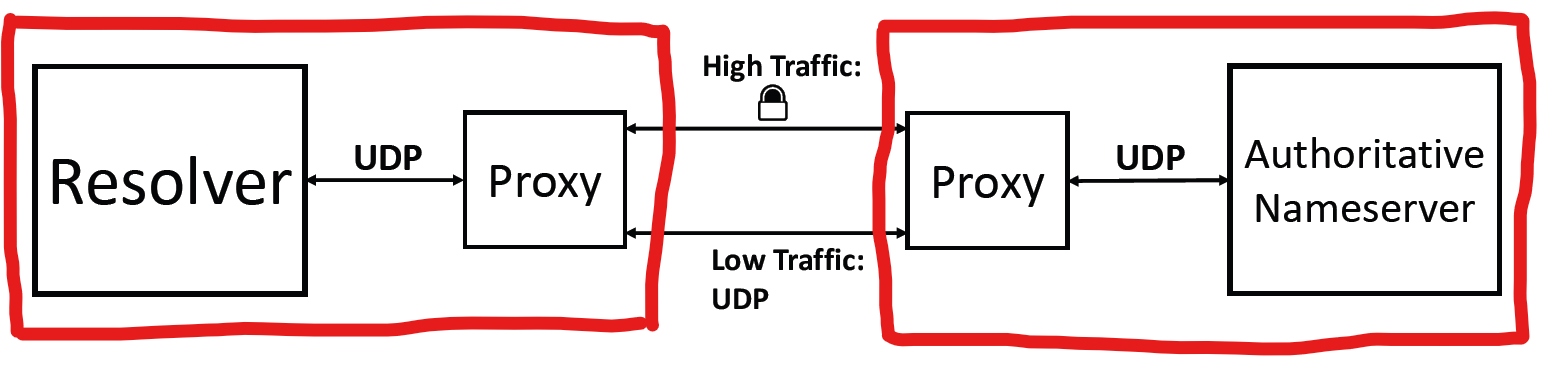 High Traffic:
Resolver
UDP
Proxy
Proxy
UDP
Authoritative
Nameserver
Low Traffic:
UDP